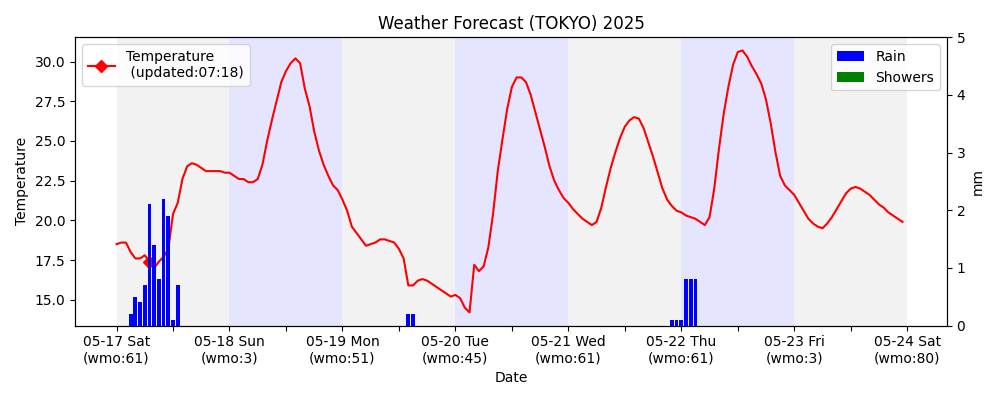 Weather Forecast (TOKYO) 2025
Temperature
(updated:07:18)
Rain
Showers
Temperature
30.0
27.5
25.0
22.5
20.0
17.5
15.0
5
4
3
2
1
0
mm
05-17 Sat
(wmo:61)
05-18 Sun
(wmo:3)
05-19 Mon
(wmo:51)
05-20 Tue
(wmo:45)
05-21 Wed
(wmo:61)
05-22 Thu
(wmo:61)
05-23 Fri
(wmo:3)
05-24 Sat
(wmo:80)
Date